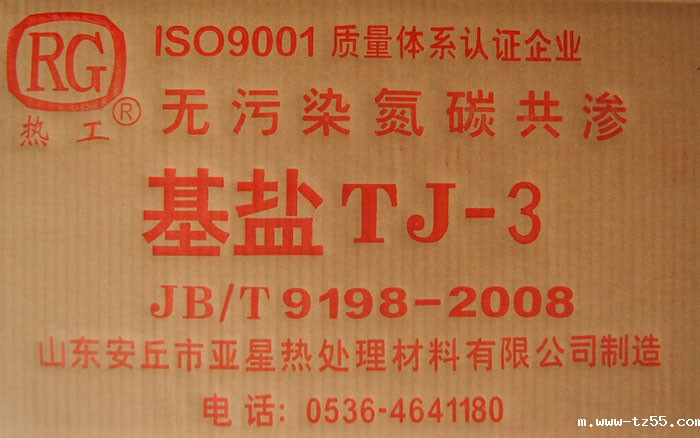 RG
热工®
ISO9001 质量体系认证企业
无污染氮碳共渗
基盐TJ-3
JB/T 9198-2008
山东安丘市亚星热处理材料有限公司制造
电话: 0536-4641180
m.www-tz55.com